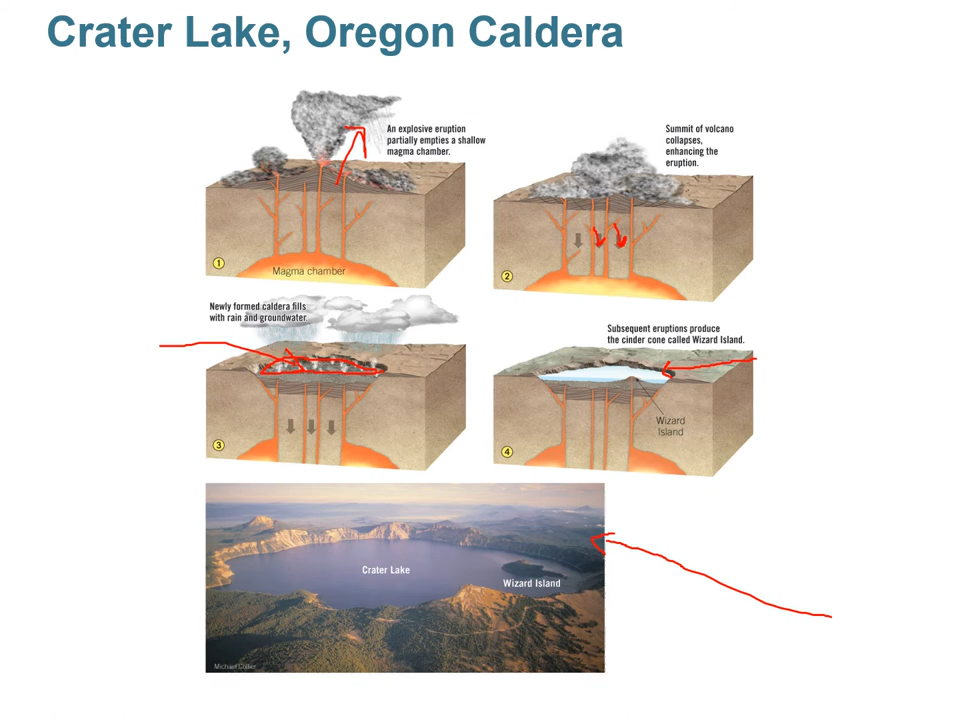 Crater Lake, Oregon Caldera
An explosive eruption
partially empties a shallow
magma chamber.
Magma chamber
1
Summit of volcano
collapses,
enhancing the
eruption.
2
Newly formed caldera fills
with rain and groundwater.
3
Subsequent eruptions produce
the cinder cone called Wizard Island.
Wizard
Island
4
Crater Lake
Wizard Island
Michael Collier